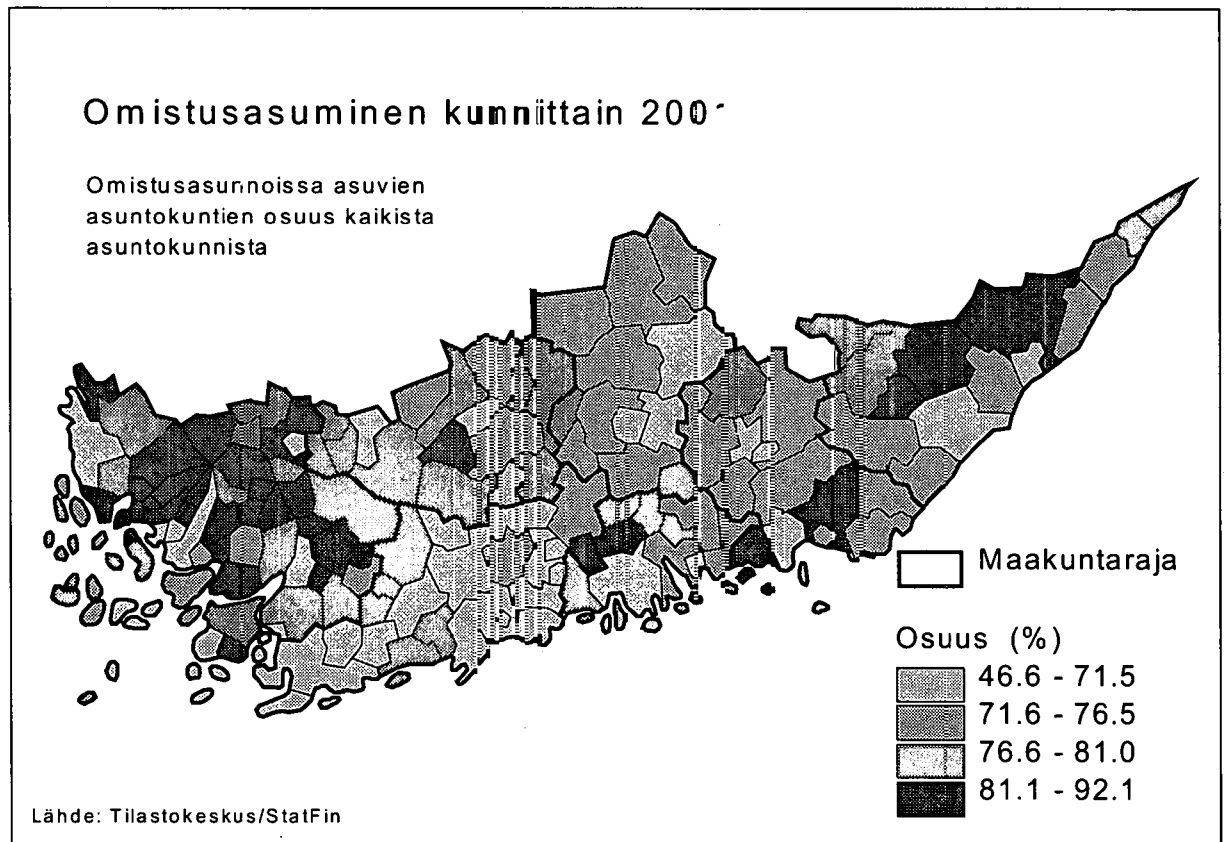 Omistusasuminen kunnittain
Omistusasunnoissa asuvien
asuntokuntien osuus kaikista
asuntokunnista
Maakuntaraja
Osuus (%)
46.6 - 71.5
71.6 - 76.5
76.6 - 81.0
81.1 - 92.1
Lähde: Tilastokeskus/StatFin